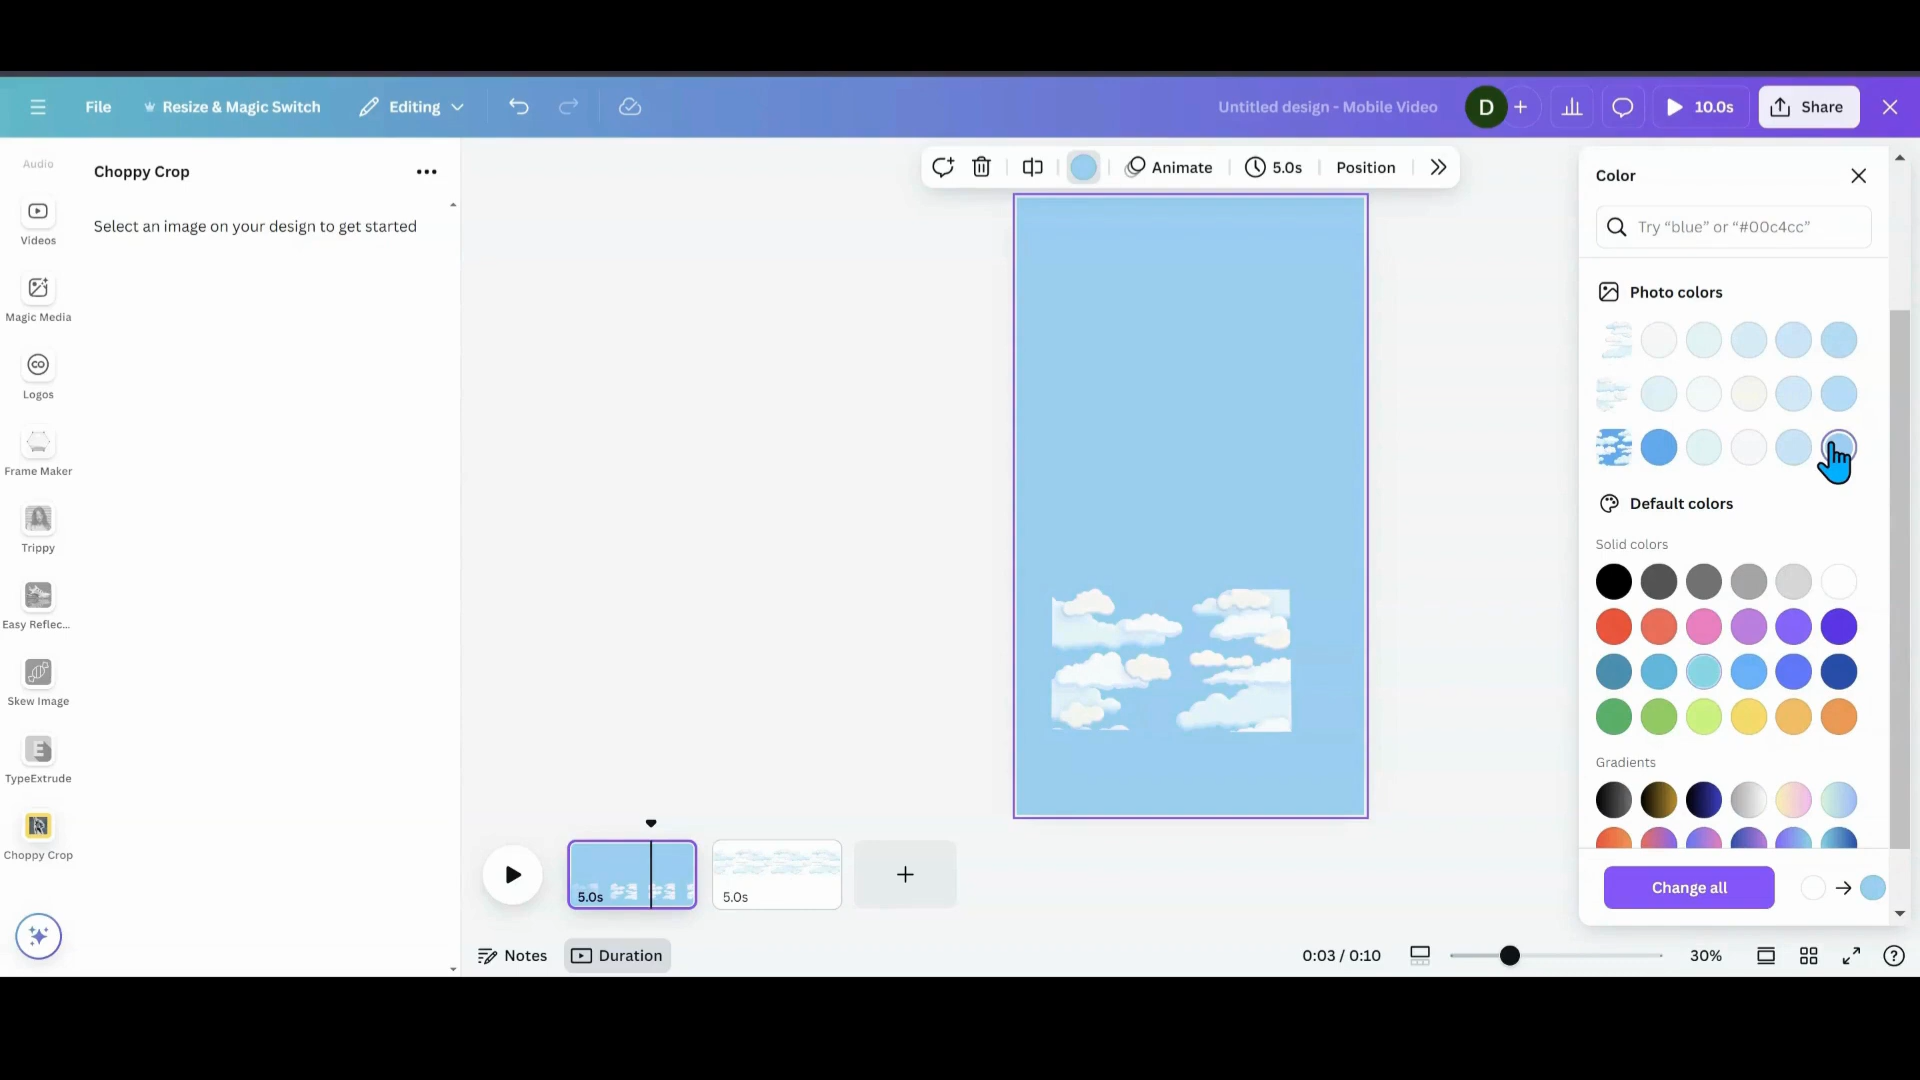 File
Resize & Magic Switch
Editing
Untitled design - Mobile Video
D
10.0s
Share
Audio
Videos
Magic Media
CO
Logos
Frame Maker
Trippy
Easy Reflec...
Skew Image
TypeExtrude
Choppy Crop
Choppy Crop
Select an image on your design to get started
Animate
5.0s
Position
5.0s
5.0s
Notes
Duration
0:03 / 0:10
30%
Color
Try “blue” or “#00c4cc”
Photo colors
Default colors
Solid colors
Gradients
Change all